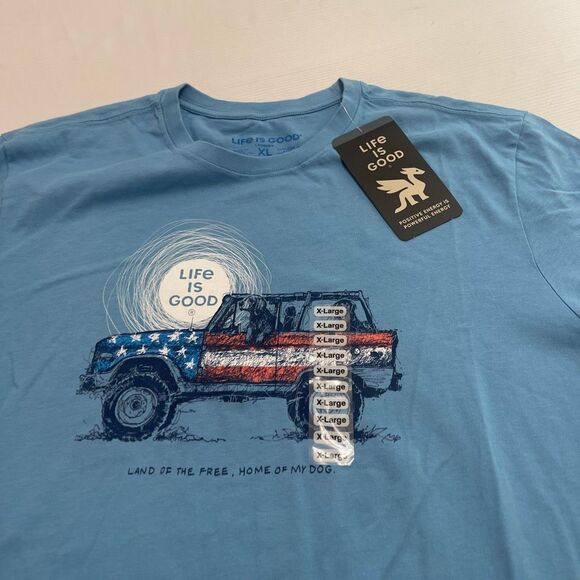 LIFE IS GOOD®
XL
LIFE
IS
GOOD
POSITIVE ENERGY IS
POWERFUL ENERGY
LIFE
IS
GOOD
®
X-Large
X-Large
X-Large
X-Large
X-Large
X-Large
X-Large
X-Large
X-Large
X-Large
LAND OF THE FREE, HOME OF MY DOG.